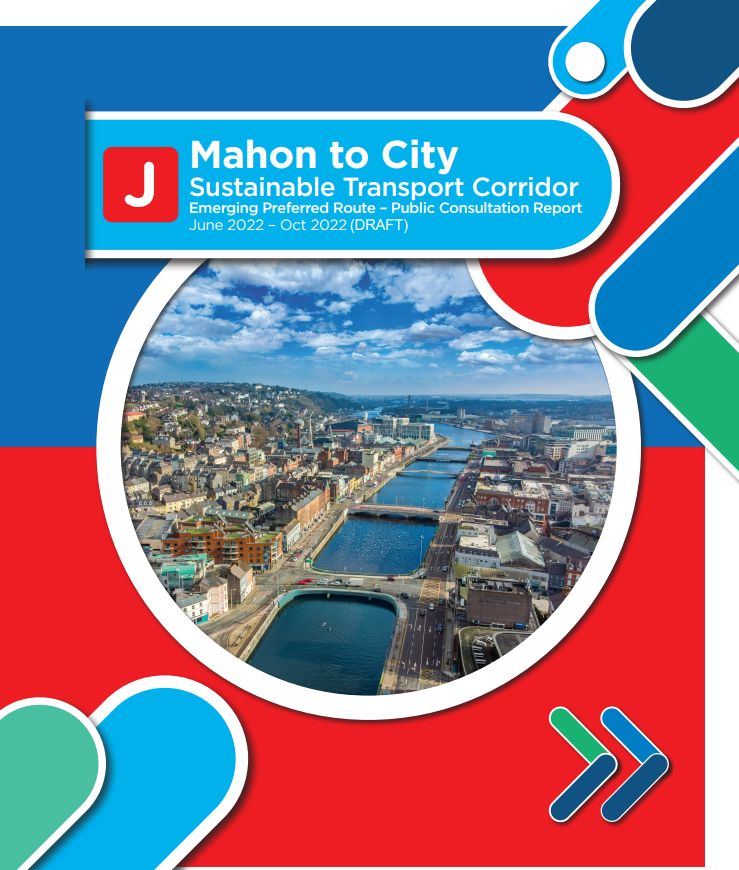 J
Mahon to City
Sustainable Transport Corridor
Emerging Preferred Route – Public Consultation Report
June 2022 – Oct 2022 (DRAFT)